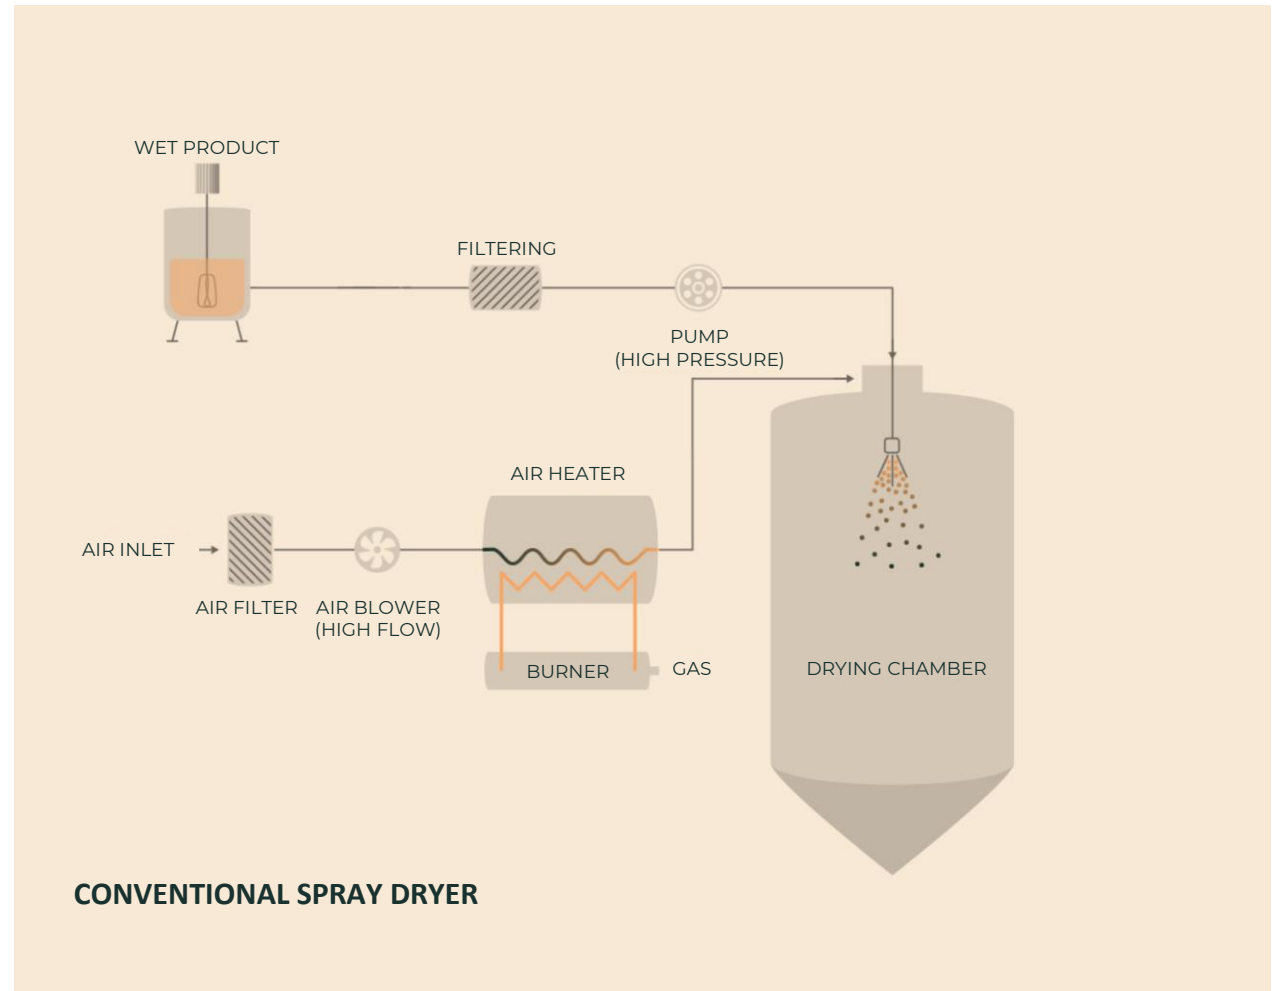 WET PRODUCT
FILTERING
PUMP
(HIGH PRESSURE)
AIR HEATER
AIR INLET
AIR FILTER
AIR BLOWER
(HIGH FLOW)
BURNER
GAS
DRYING CHAMBER
CONVENTIONAL SPRAY DRYER